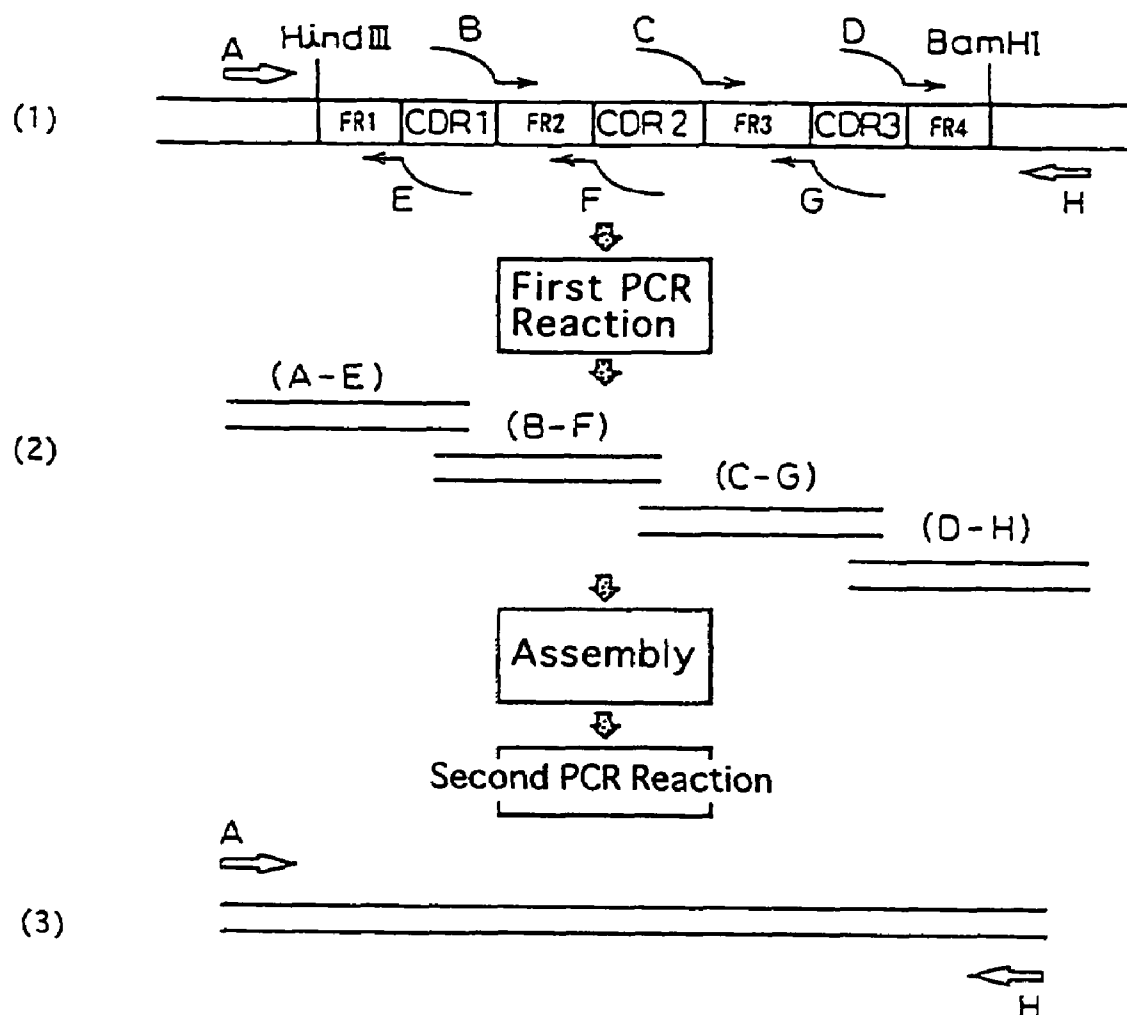 A HindⅢ B C D BamHI
(1)
FR1 CDR1 FR2 CDR2 FR3 CDR3 FR4
E F G H
First PCR
Reaction
(A-E)
(2)
(B-F)
(C-G)
(D-H)
Assembly
Second PCR Reaction
A
(3)
H